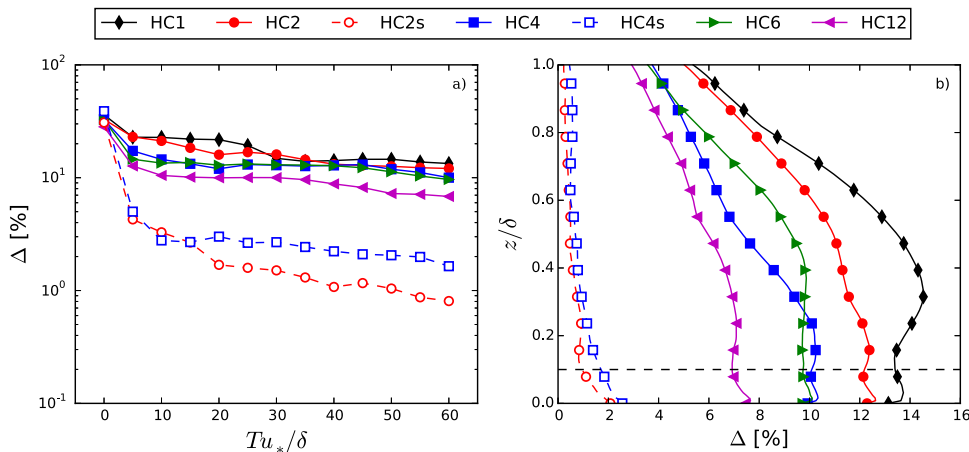 HC1 HC2 HC2s HC4 HC4s HC6 HC12
a)
10^2
10^1
10^0
10^-1
Δ [%]
0 10 20 30 40 50 60
Tu_*/δ
b)
1.0
0.8
0.6
0.4
0.2
0.0
z/δ
0 2 4 6 8 10 12 14 16
Δ [%]